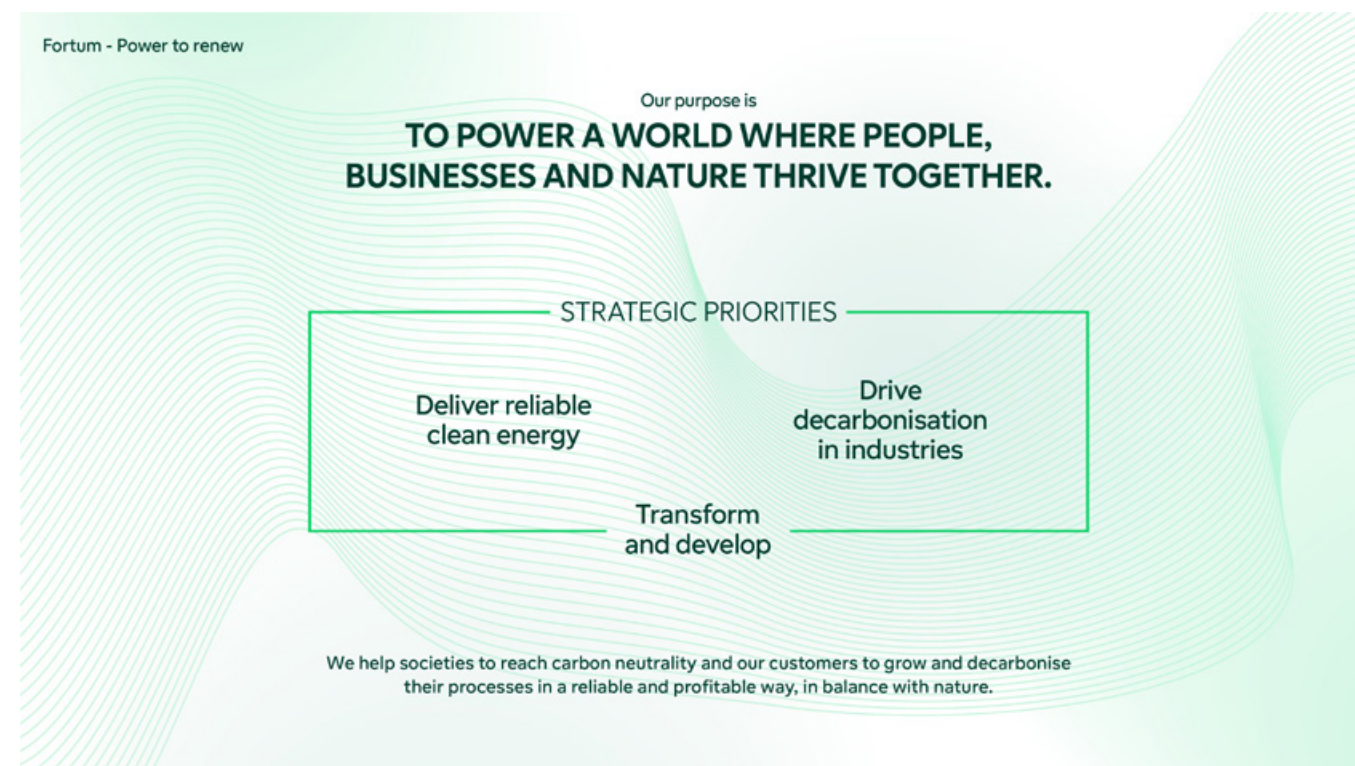 Fortum - Power to renew
Our purpose is
TO POWER A WORLD WHERE PEOPLE,
BUSINESSES AND NATURE THRIVE TOGETHER.
STRATEGIC PRIORITIES
Deliver reliable
clean energy
Drive
decarbonisation
in industries
Transform
and develop
We help societies to reach carbon neutrality and our customers to grow and decarbonise
their processes in a reliable and profitable way, in balance with nature.